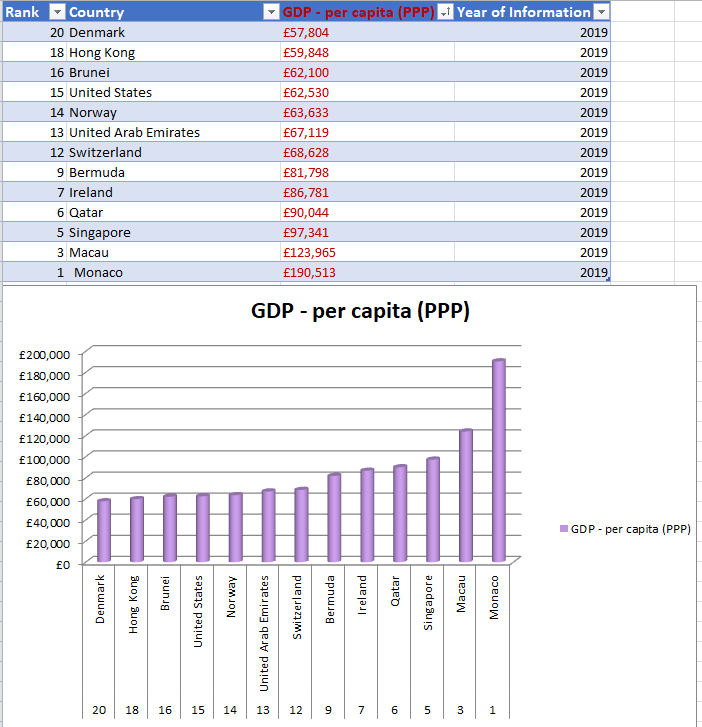 Rank Country GDP - per capita (PPP) Year of Information
20 Denmark £57,804 2019
18 Hong Kong £59,848 2019
16 Brunei £62,100 2019
15 United States £62,530 2019
14 Norway £63,633 2019
13 United Arab Emirates £67,119 2019
12 Switzerland £68,628 2019
9 Bermuda £81,798 2019
7 Ireland £86,781 2019
6 Qatar £90,044 2019
5 Singapore £97,341 2019
3 Macau £123,965 2019
1 Monaco £190,513 2019
GDP - per capita (PPP)
£200,000
£180,000
£160,000
£140,000
£120,000
£100,000
£80,000
£60,000
£40,000
£20,000
£0
GDP - per capita (PPP)
Denmark Hong Kong Brunei United States Norway United Arab Emirates Switzerland Bermuda Ireland Qatar Singapore Macau Monaco
20 18 16 15 14 13 12 9 7 6 5 3 1